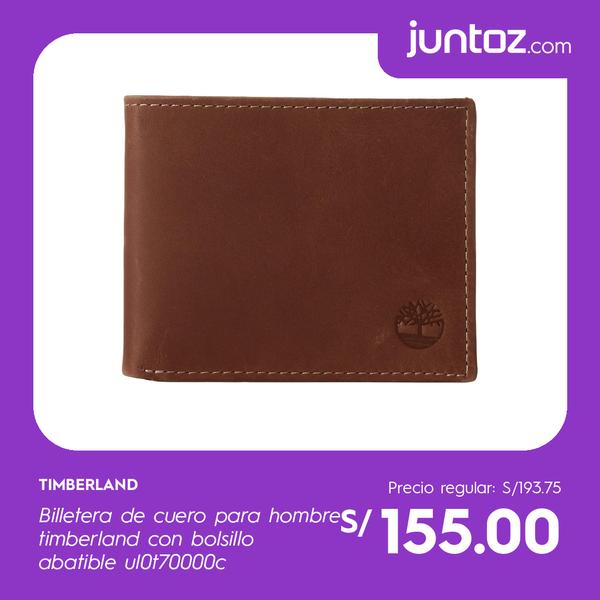 juntoz.com
TIMBERLAND
Billetera de cuero para hombre
timberland con bolsillo
abatible ul0t70000c
Precio regular: S/193.75
S/ 155.00